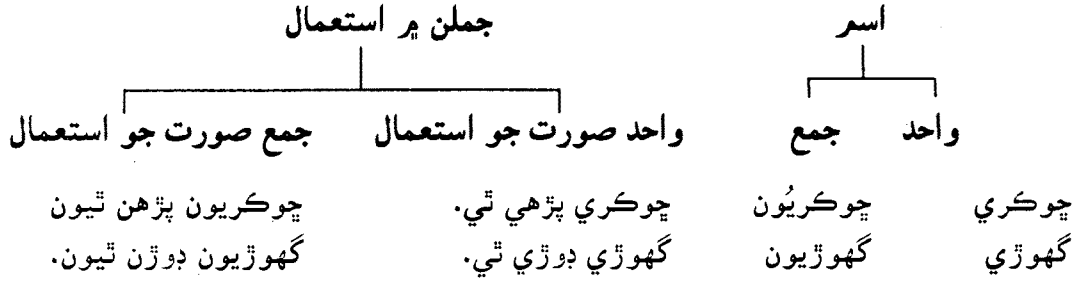 اسم جملن ۾ استعمال
واحد جمع واحد صورت جو استعمال جمع صورت جو استعمال
ڇوڪري ڇوڪريُون ڇوڪري پڙهي ٿي. ڇوڪريون پڙهن ٿيون
گهوڙي گهوڙيون گهوڙي ڊوڙي ٿي. گهوڙيون ڊوڙن ٿيون.